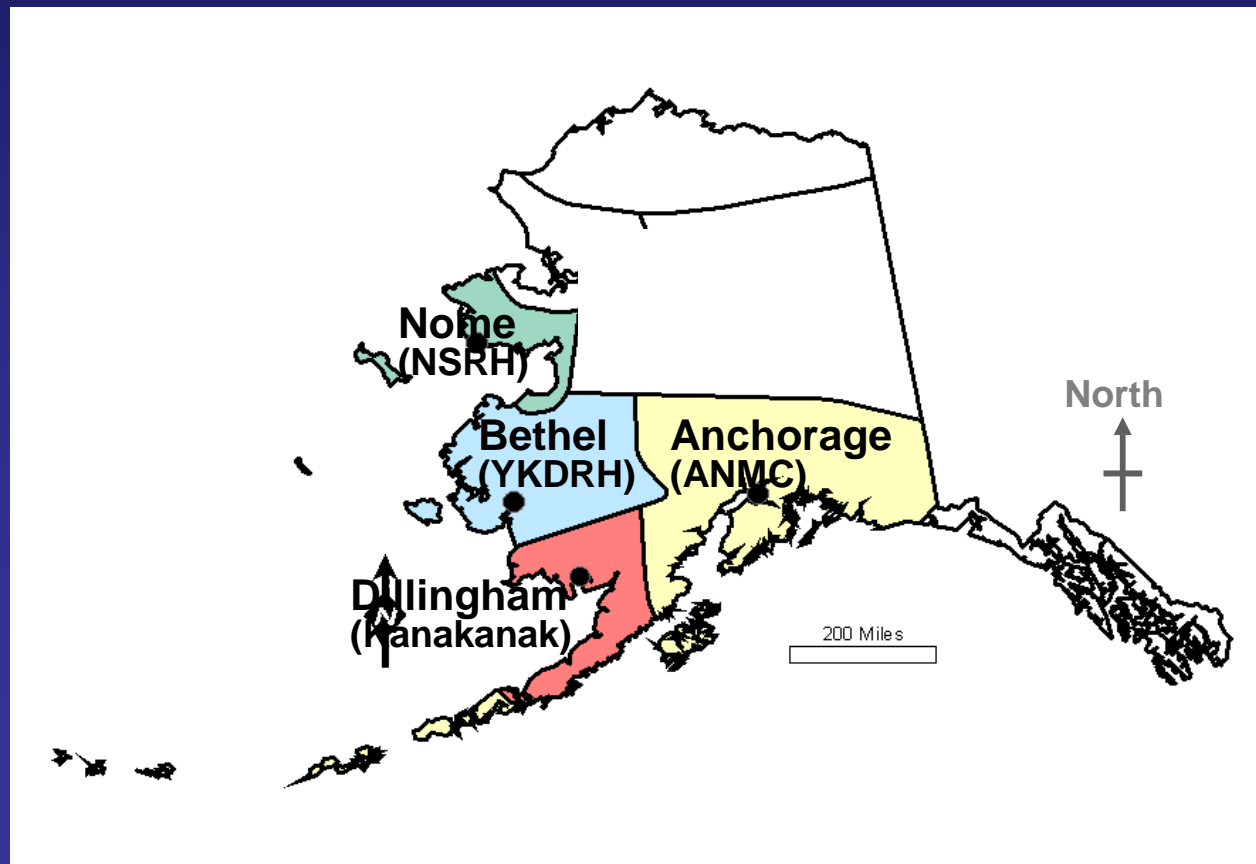 Nome
(NSRH)
Bethel
(YKDRH)
Anchorage
(ANMC)
North
Dillingham
(Kanakanak)
N
200 Miles